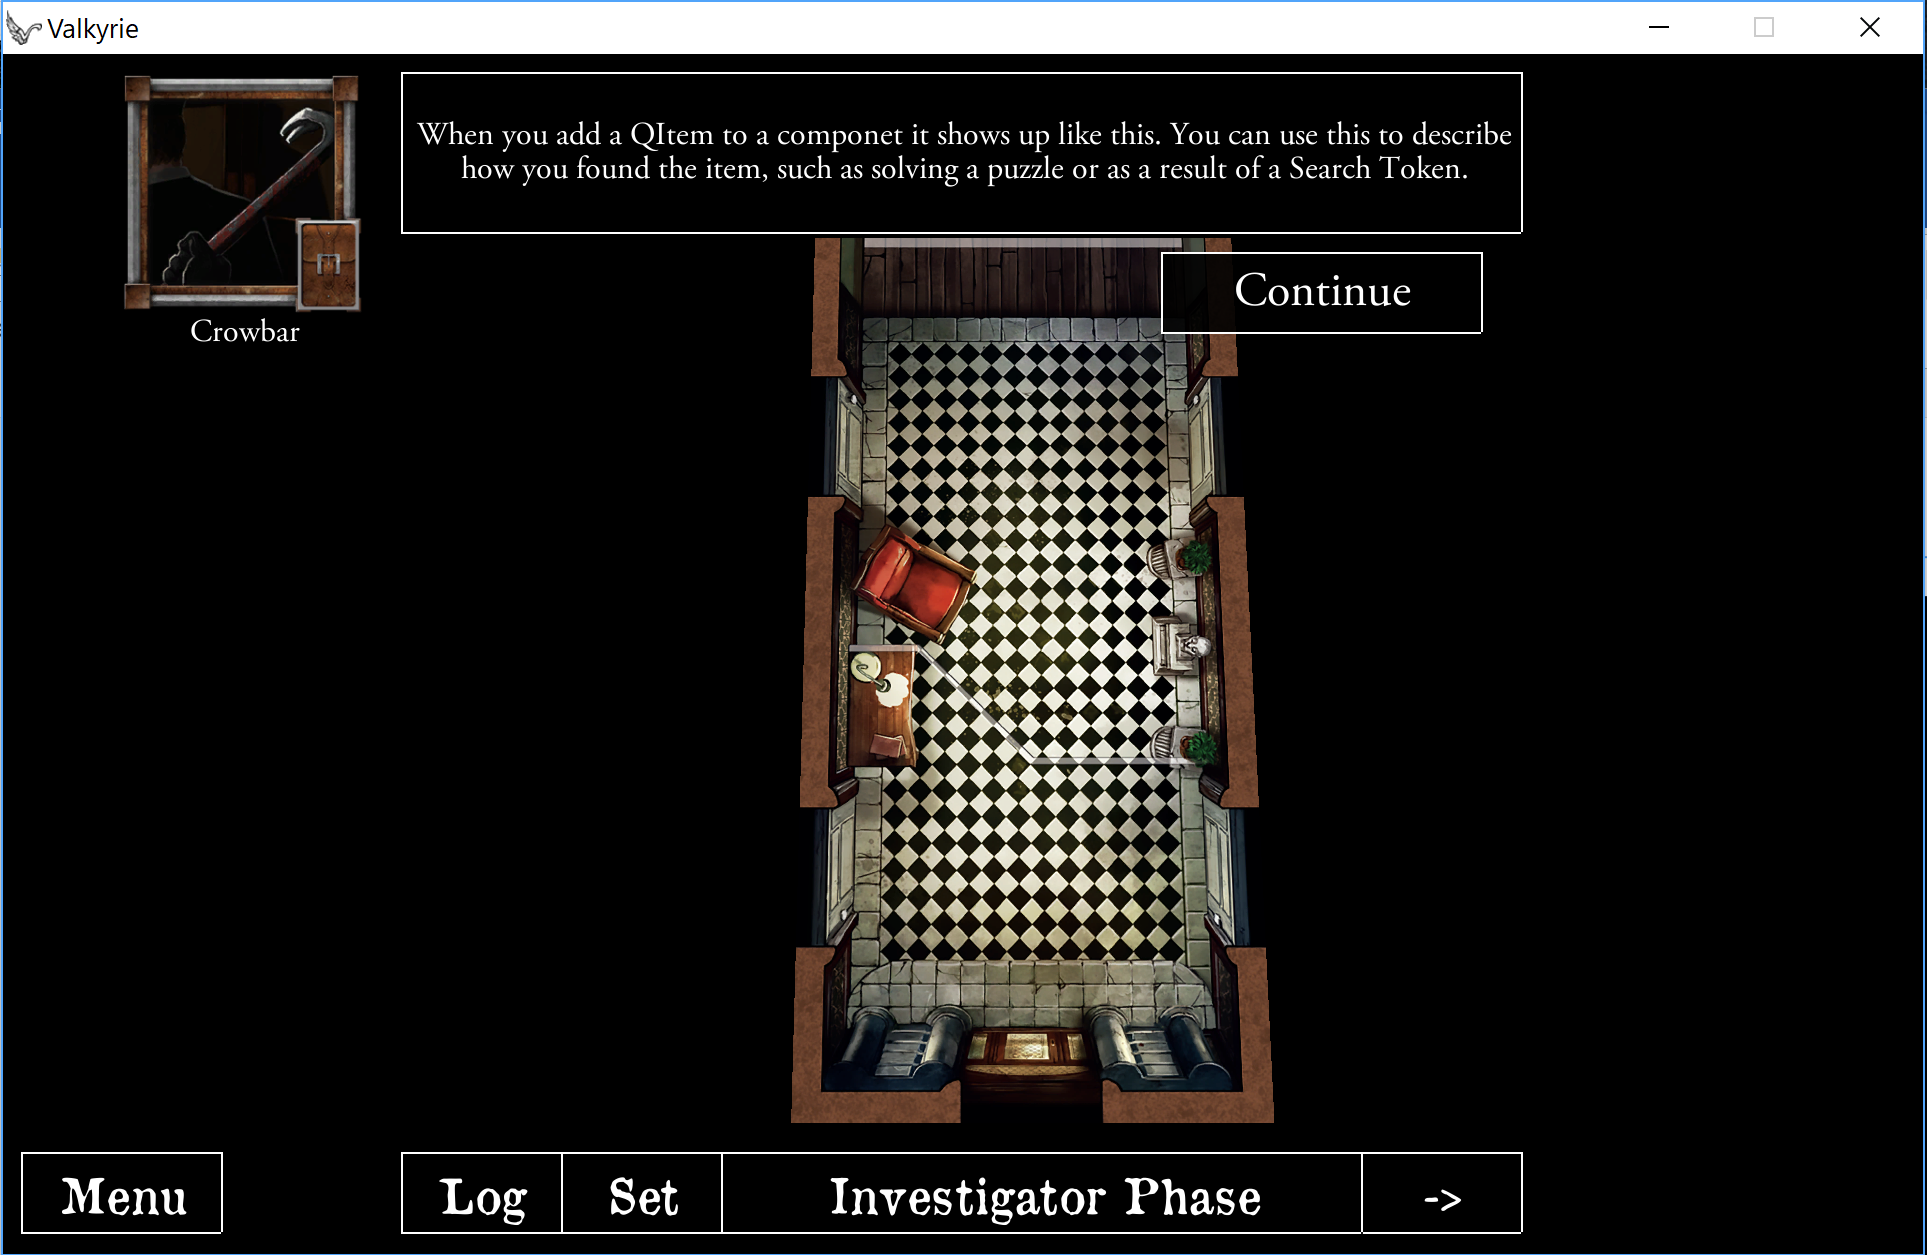 Valkyrie
When you add a QItem to a componet it shows up like this. You can use this to describe
how you found the item, such as solving a puzzle or as a result of a Search Token.
Continue
Crowbar
Menu
Log
Set
Investigator Phase
->